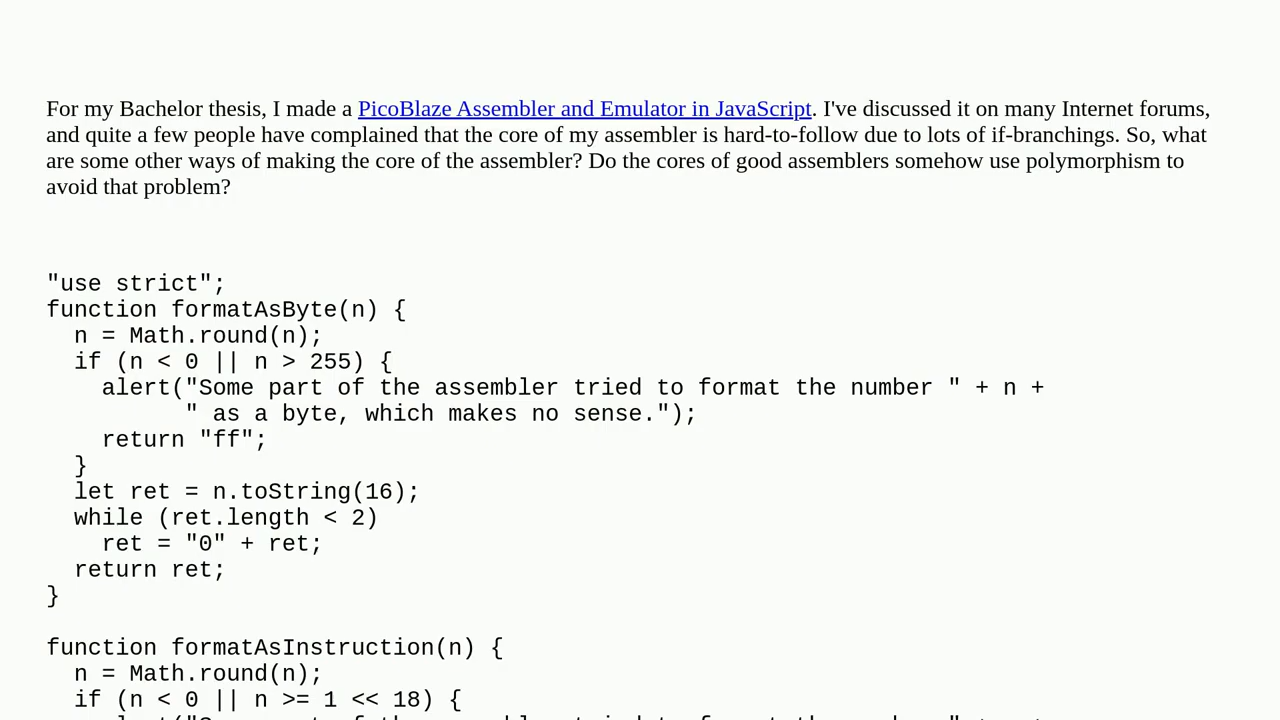 For my Bachelor thesis, I made a PicoBlaze Assembler and Emulator in JavaScript. I've discussed it on many Internet forums,
and quite a few people have complained that the core of my assembler is hard-to-follow due to lots of if-branchings. So, what
are some other ways of making the core of the assembler? Do the cores of good assemblers somehow use polymorphism to
avoid that problem?
"use strict";
function formatAsByte(n) {
  n = Math.round(n);
  if (n < 0 || n > 255) {
    alert("Some part of the assembler tried to format the number " + n +
          " as a byte, which makes no sense.");
    return "ff";
  }
  let ret = n.toString(16);
  while (ret.length < 2)
    ret = "0" + ret;
  return ret;
}
function formatAsInstruction(n) {
  n = Math.round(n);
  if (n < 0 || n >= 1 << 18) {